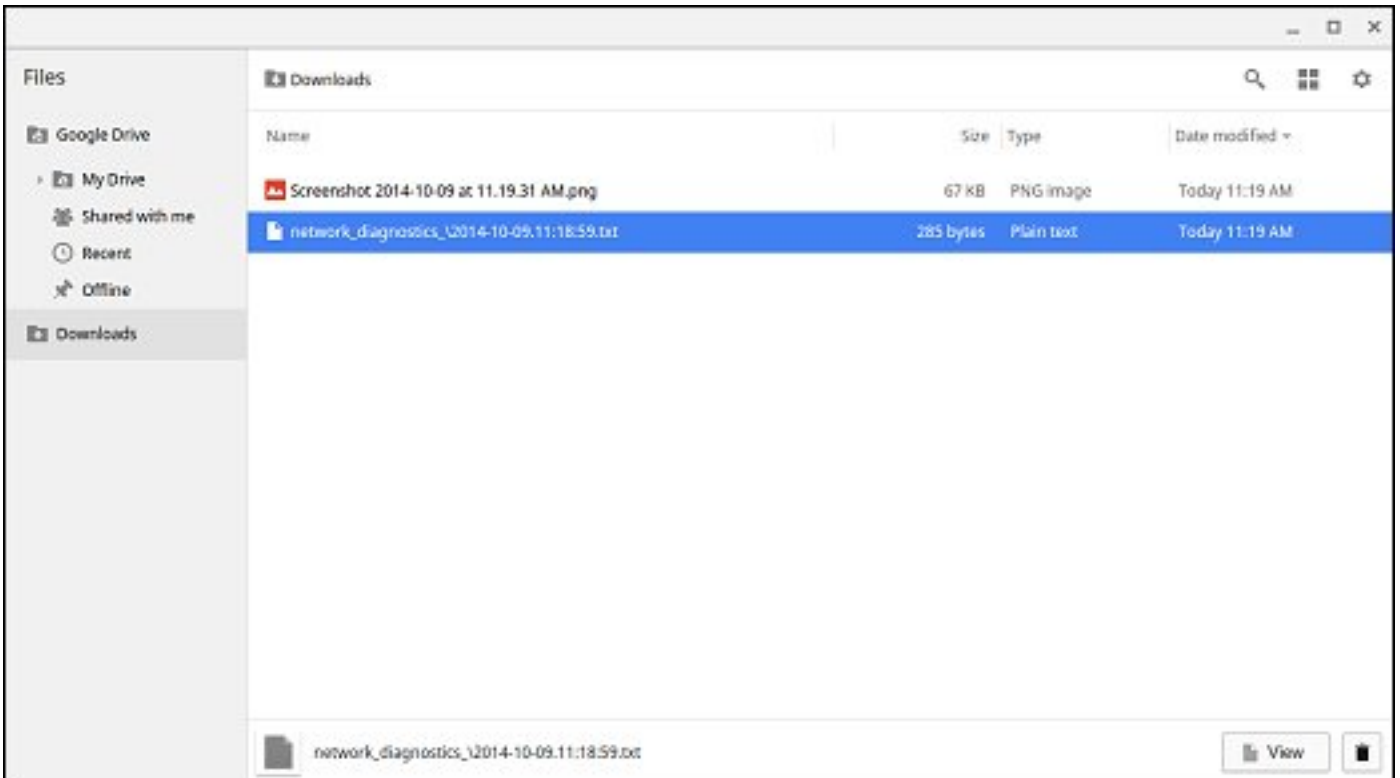 Files
Downloads
Google Drive
Name Size Type Date modified
My Drive
Screenshot 2014-10-09 at 11.19.31 AM.png 67 KB PNG image Today 11:19 AM
Shared with me
network_diagnostics_\2014-10-09.11:18:59.txt 285 bytes Plain text Today 11:19 AM
Recent
Offline
Downloads
network_diagnostics_\2014-10-09.11:18:59.txt View